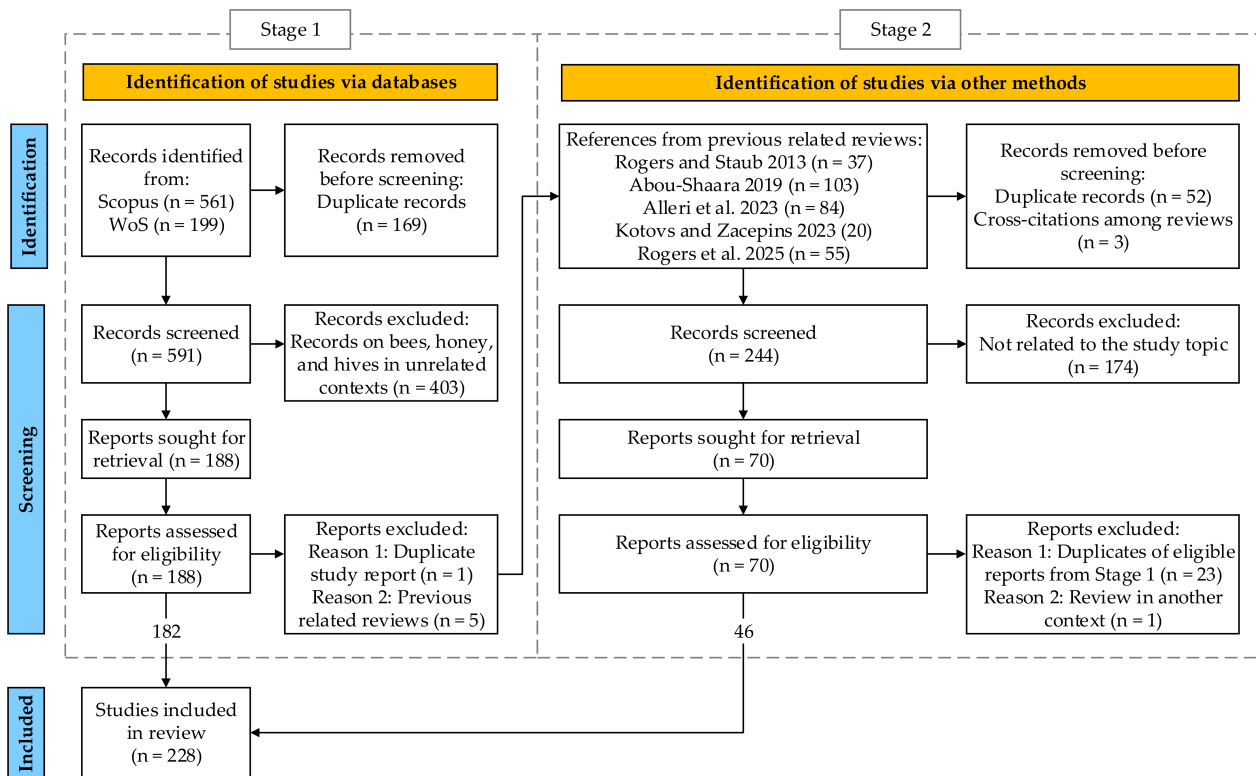 Stage 1
Stage 2
Identification of studies via databases
Identification of studies via other methods
Identification
Records identified
from:
Scopus (n = 561)
WoS (n = 199)
Records removed
before screening:
Duplicate records
(n = 169)
References from previous related reviews:
Rogers and Staub 2013 (n = 37)
Abou-Shaara 2019 (n = 103)
Alleri et al. 2023 (n = 84)
Kotovs and Zacepins 2023 (20)
Rogers et al. 2025 (n = 55)
Records removed before
screening:
Duplicate records (n = 52)
Cross-citations among reviews
(n = 3)
Screening
Records screened
(n = 591)
Records excluded:
Records on bees, honey,
and hives in unrelated
contexts (n = 403)
Records screened
(n = 244)
Records excluded:
Not related to the study topic
(n = 174)
Reports sought for
retrieval (n = 188)
Reports sought for retrieval
(n = 70)
Reports assessed
for eligibility
(n = 188)
Reports excluded:
Reason 1: Duplicate
study report (n = 1)
Reason 2: Previous
related reviews (n = 5)
Reports assessed for eligibility
(n = 70)
Reports excluded:
Reason 1: Duplicates of eligible
reports from Stage 1 (n = 23)
Reason 2: Review in another
context (n = 1)
182
46
Included
Studies included
in review
(n = 228)